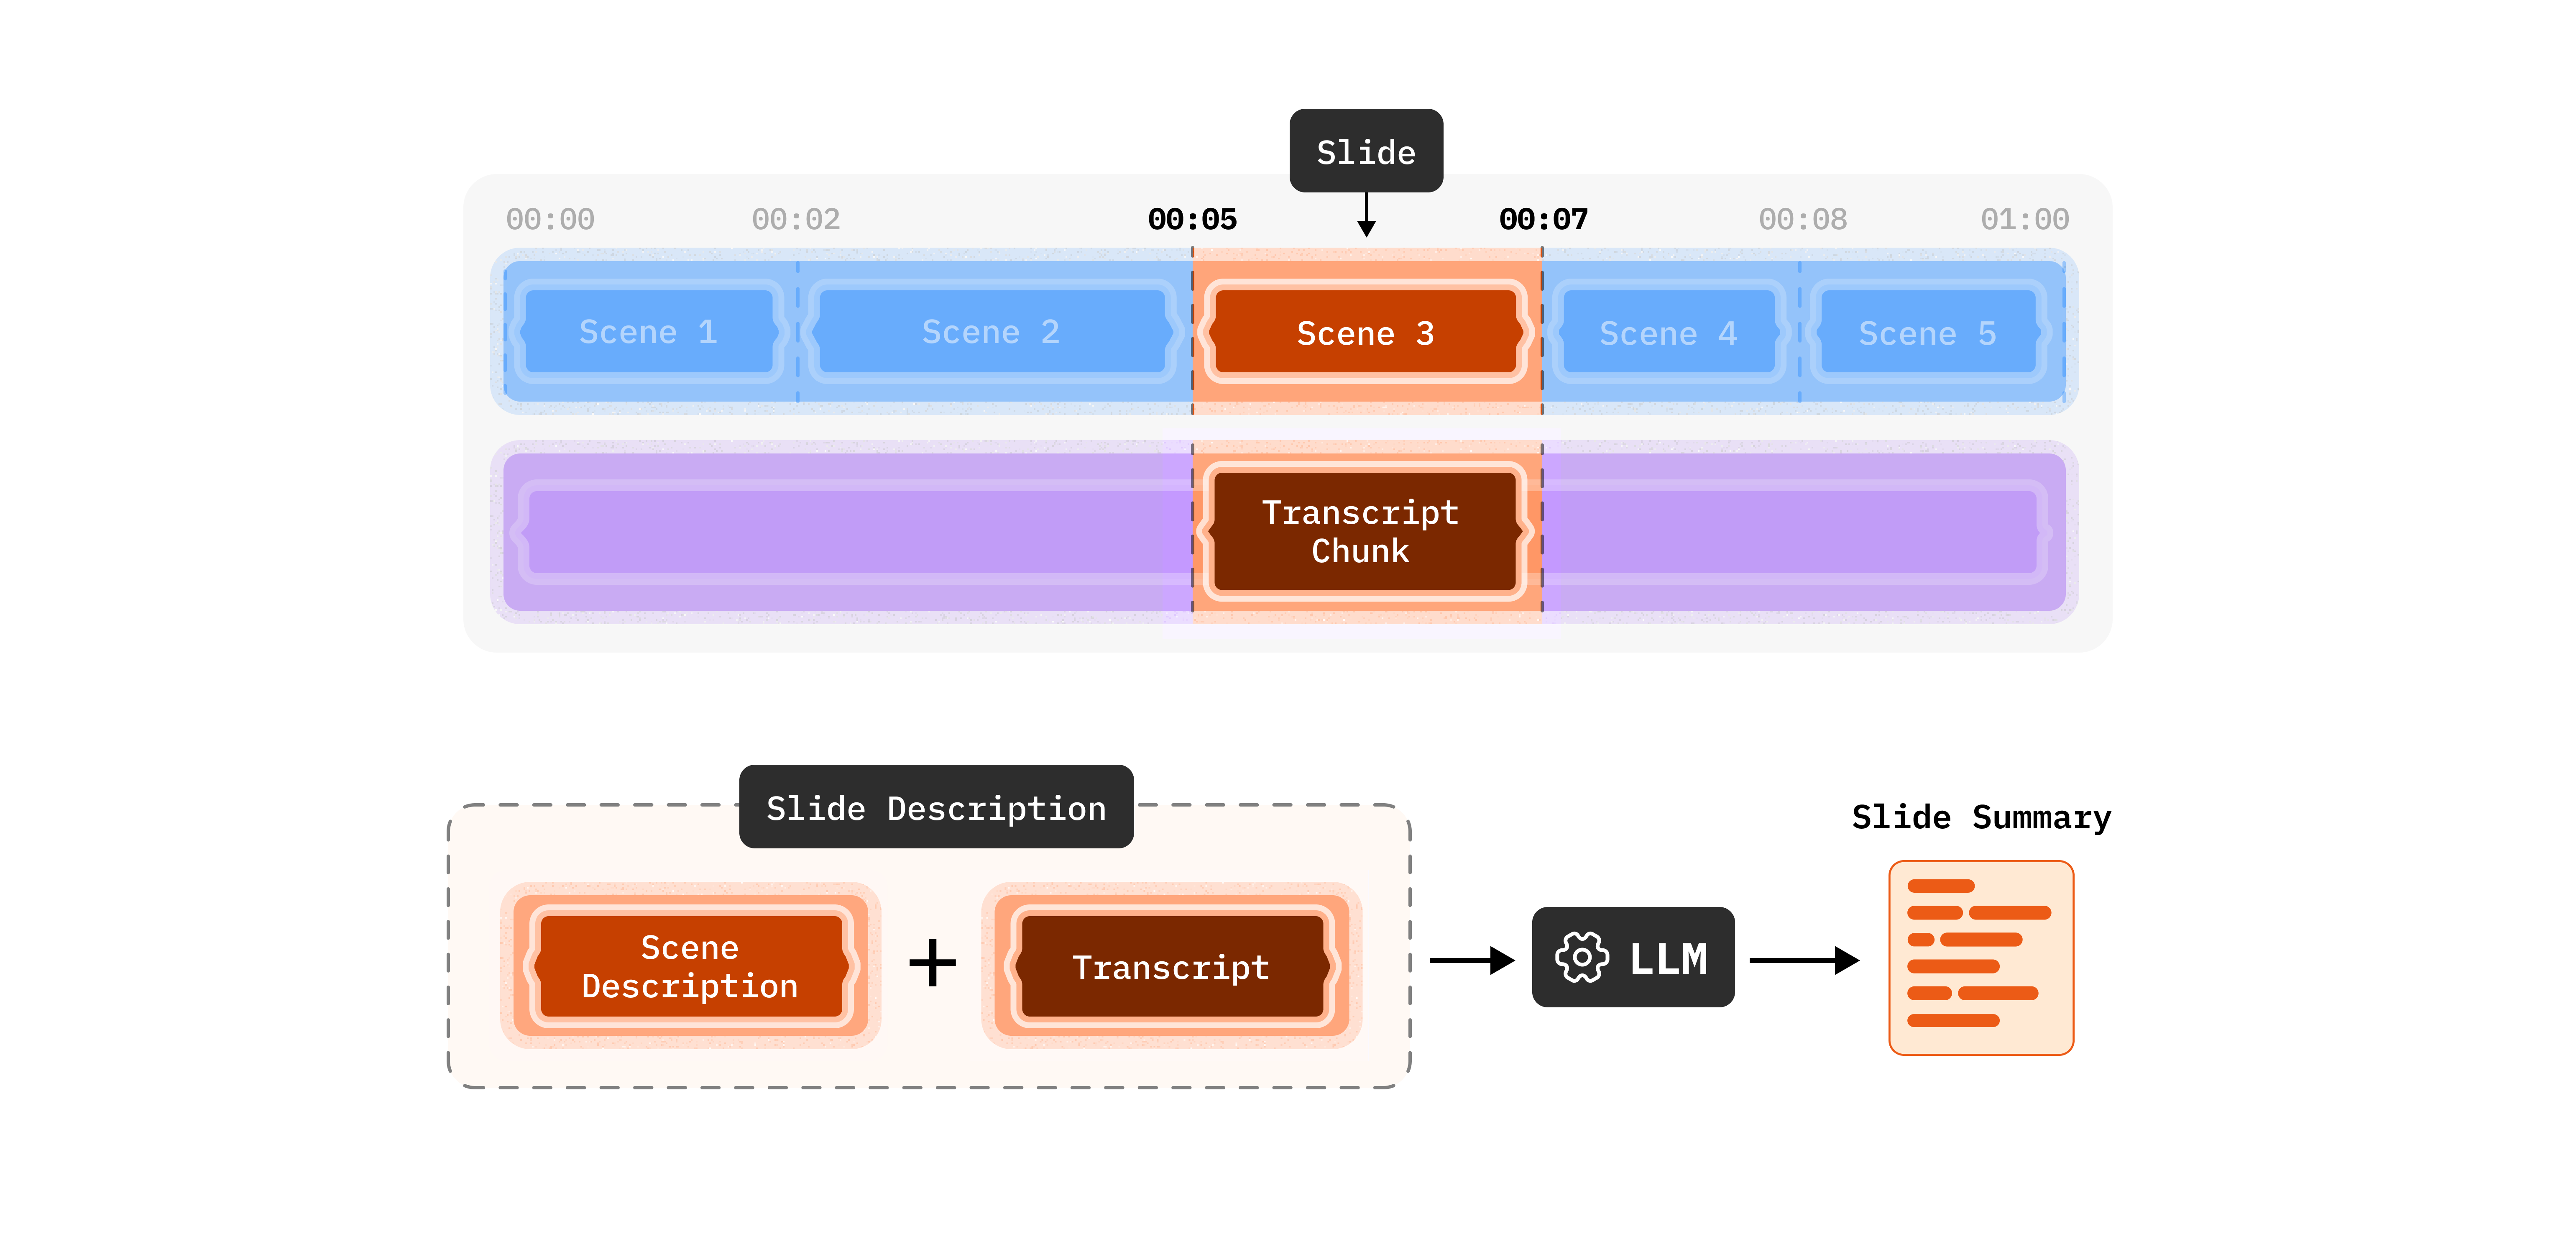 Slide
00:00 00:02 00:05 00:07 00:08 01:00
Scene 1 Scene 2 Scene 3 Scene 4 Scene 5
Transcript
Chunk
Slide Description
Slide Summary
Scene
Description
+
Transcript
LLM